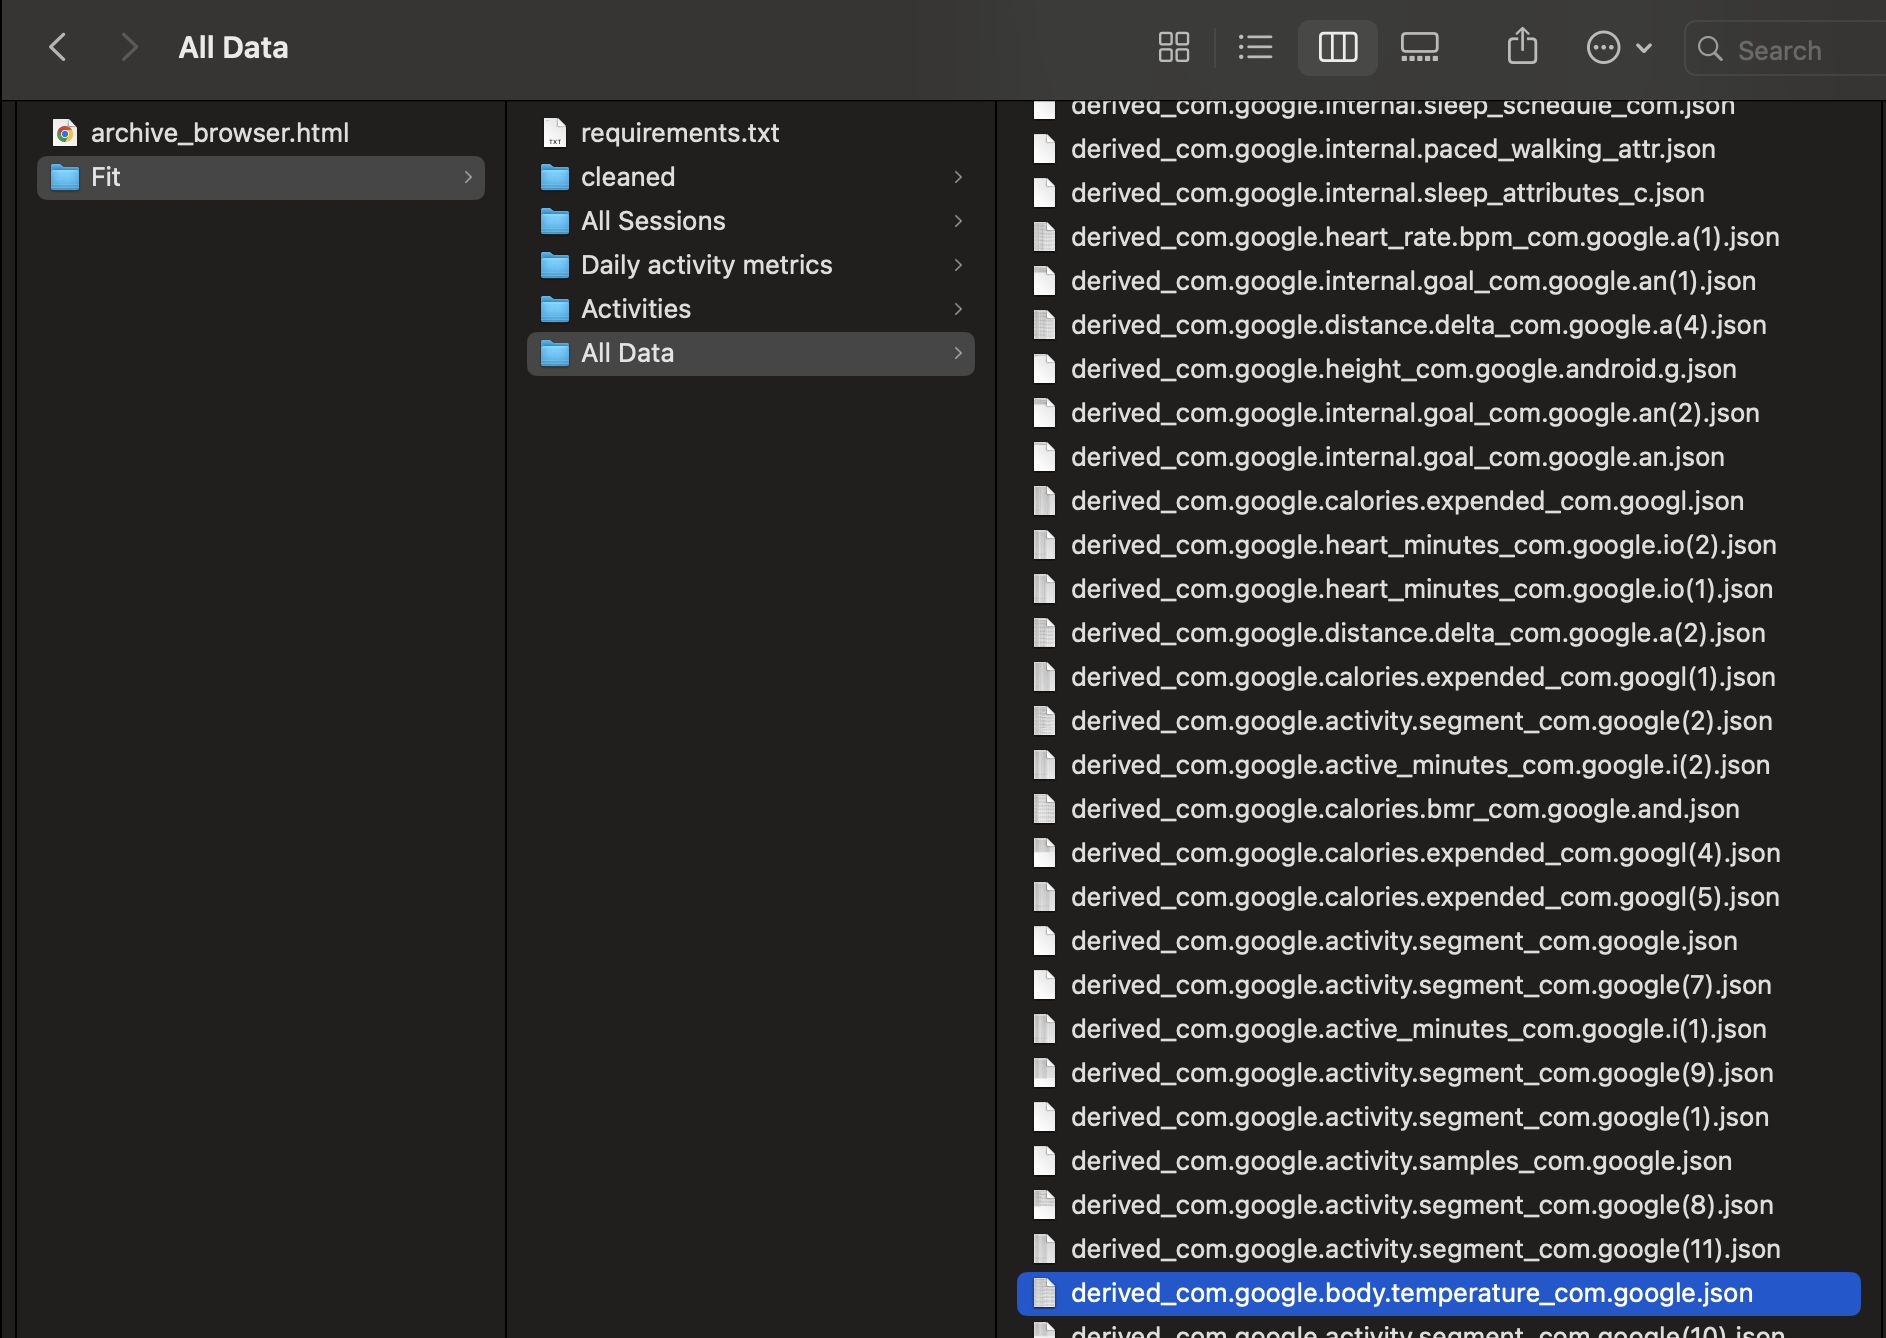 All Data
Search
archive_browser.html
Fit
requirements.txt
TXT
cleaned
All Sessions
Daily activity metrics
Activities
All Data
derived_com.google.internal.sleep_schedule_com.json
derived_com.google.internal.paced_walking_attr.json
derived_com.google.internal.sleep_attributes_c.json
derived_com.google.heart_rate.bpm_com.google.a(1).json
derived_com.google.internal.goal_com.google.an(1).json
derived_com.google.distance.delta_com.google.a(4).json
derived_com.google.height_com.google.android.g.json
derived_com.google.internal.goal_com.google.an(2).json
derived_com.google.internal.goal_com.google.an.json
derived_com.google.calories.expended_com.googl.json
derived_com.google.heart_minutes_com.google.io(2).json
derived_com.google.heart_minutes_com.google.io(1).json
derived_com.google.distance.delta_com.google.a(2).json
derived_com.google.calories.expended_com.googl(1).json
derived_com.google.activity.segment_com.google(2).json
derived_com.google.active_minutes_com.google.i(2).json
derived_com.google.calories.bmr_com.google.and.json
derived_com.google.calories.expended_com.googl(4).json
derived_com.google.calories.expended_com.googl(5).json
derived_com.google.activity.segment_com.google.json
derived_com.google.activity.segment_com.google(7).json
derived_com.google.active_minutes_com.google.i(1).json
derived_com.google.activity.segment_com.google(9).json
derived_com.google.activity.segment_com.google(1).json
derived_com.google.activity.samples_com.google.json
derived_com.google.activity.segment_com.google(8).json
derived_com.google.activity.segment_com.google(11).json
derived_com.google.body.temperature_com.google.json
derived_com.google.activity.segment_com.google(10).json